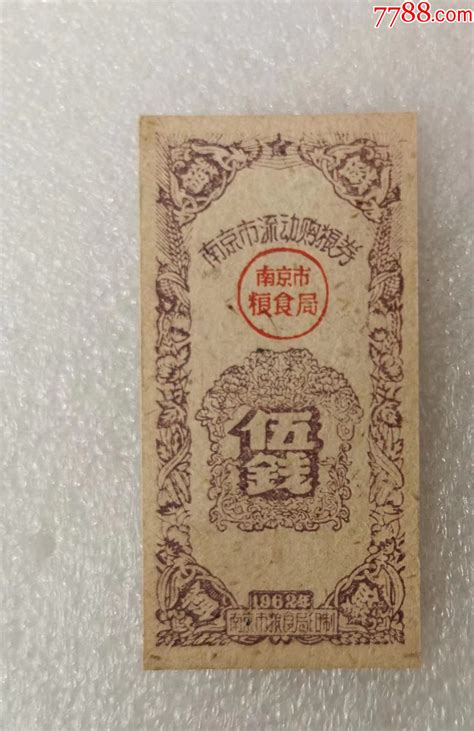 7788.com
南京市流动购粮券
南京市
粮食局
伍
錢
1962年
南京市粮食局印制